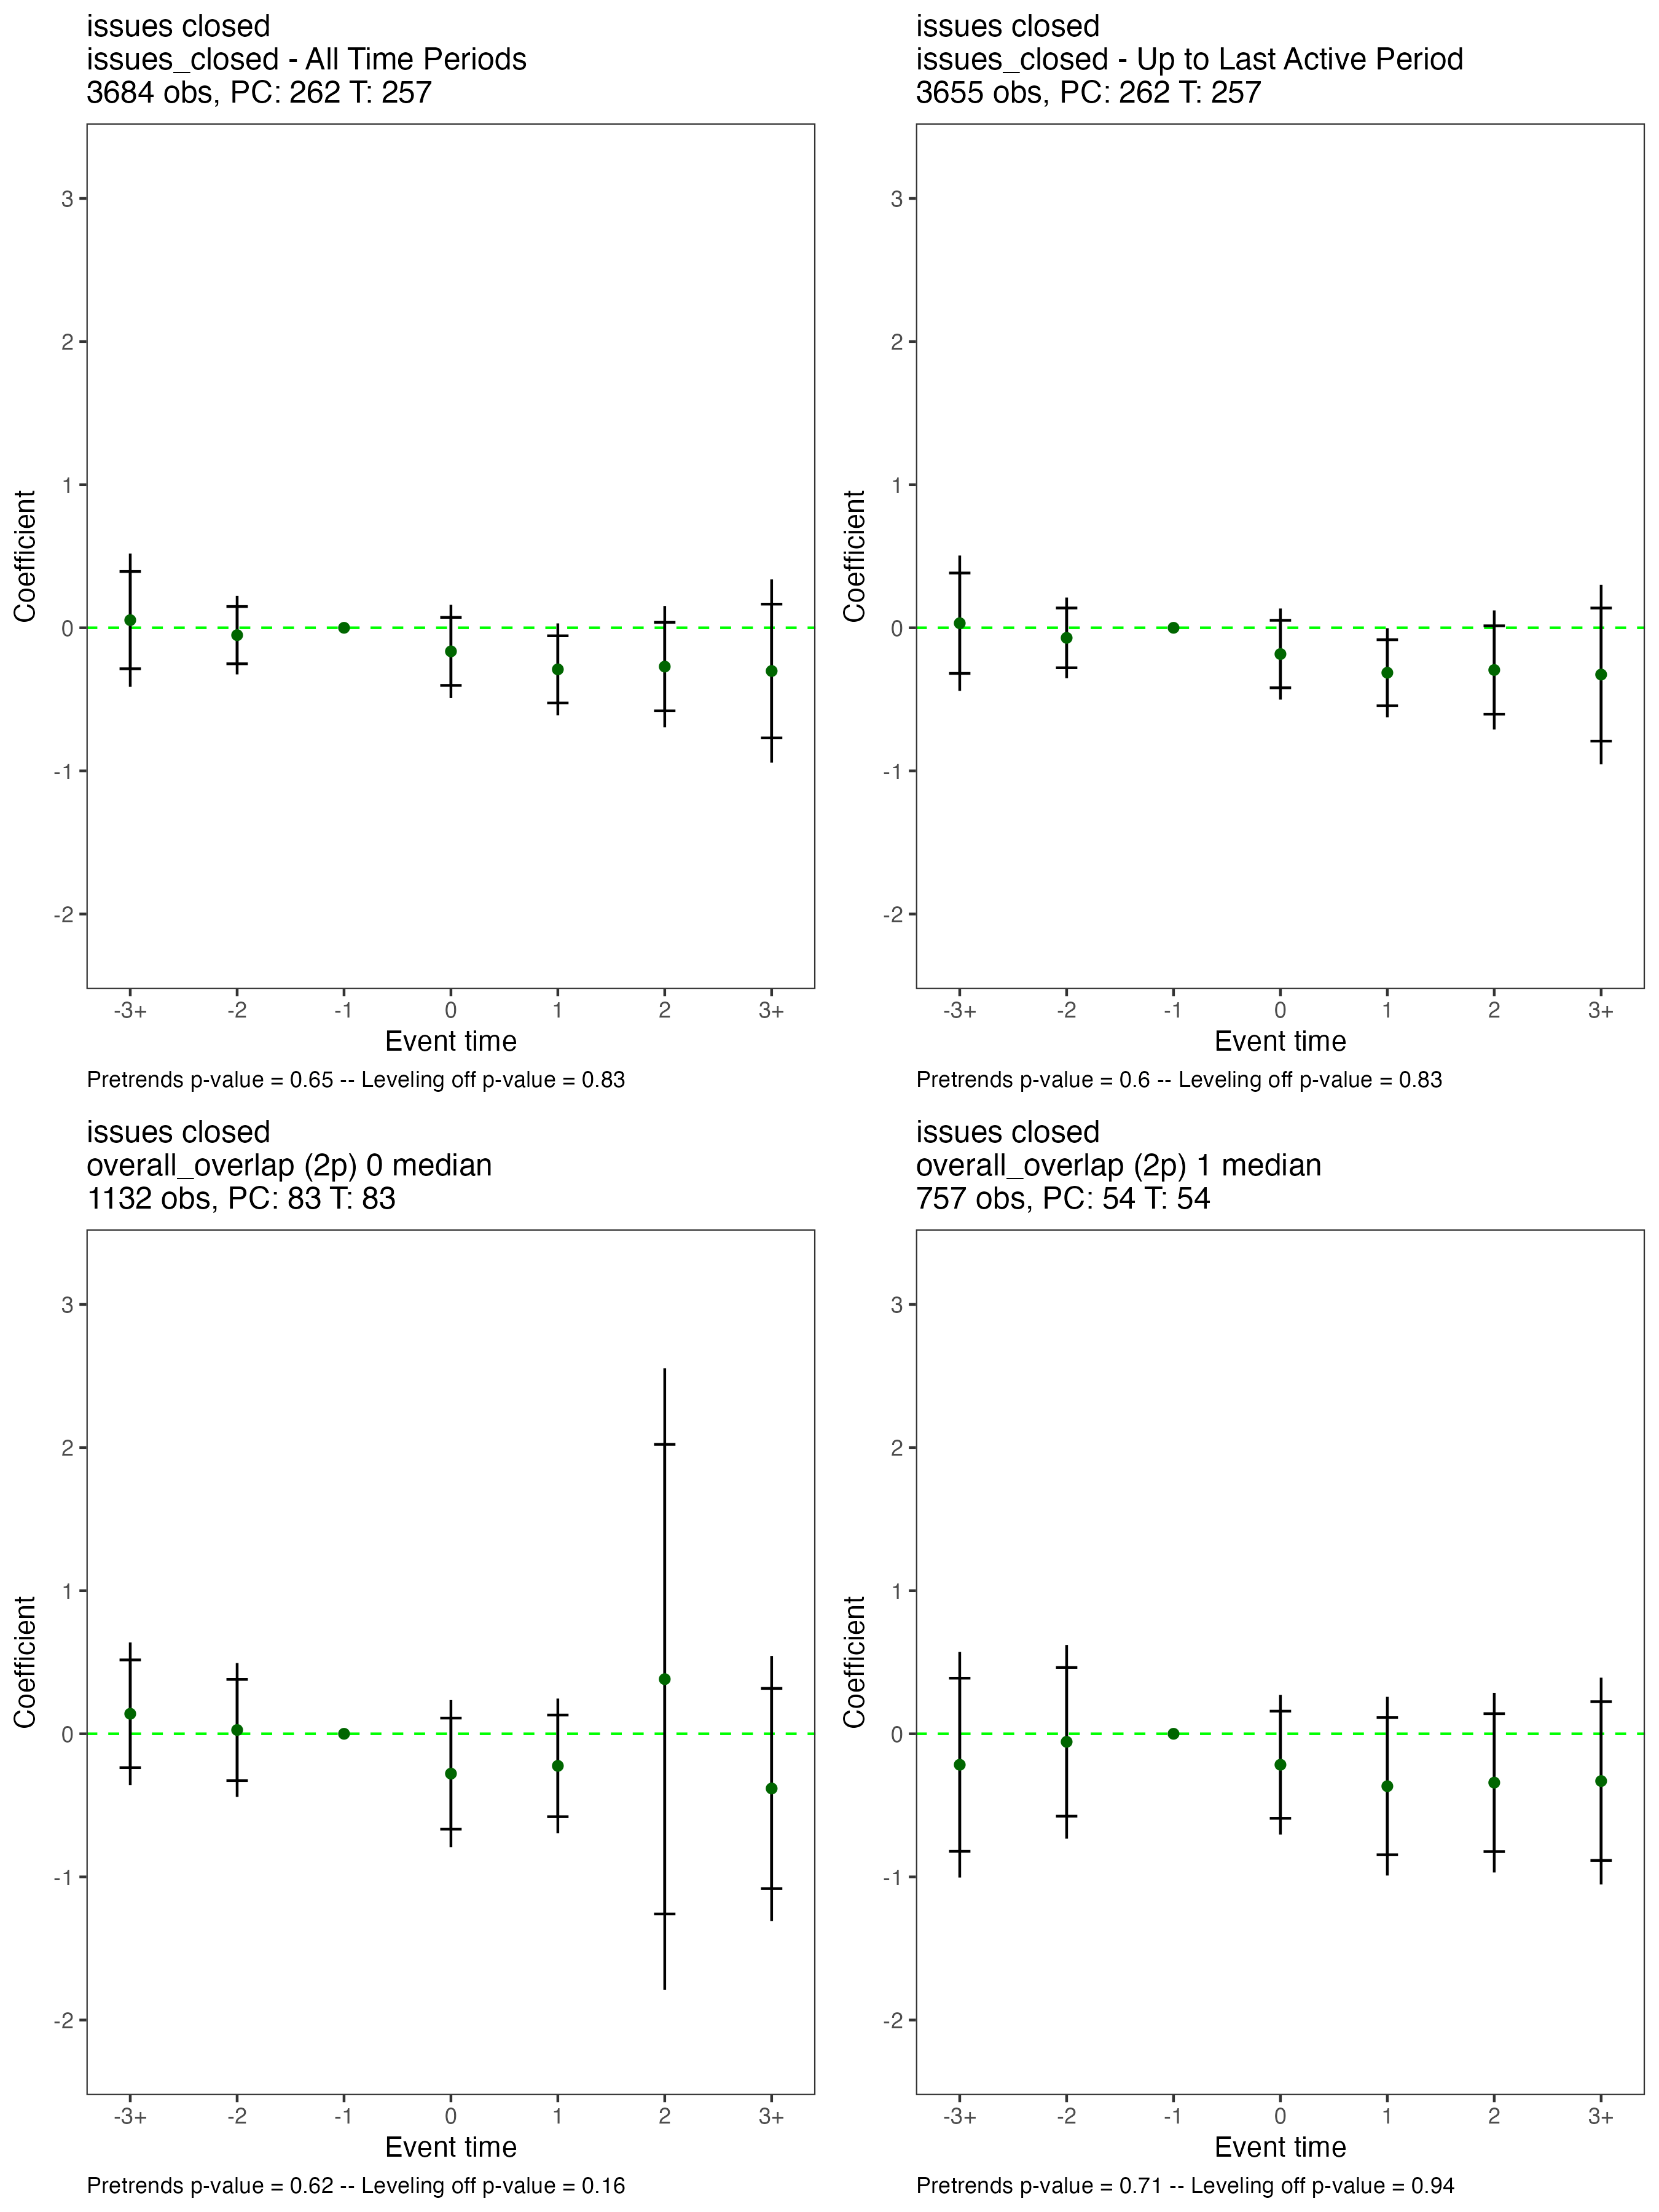 issues closed
issues_closed - All Time Periods
3684 obs, PC: 262 T: 257
3
2
1
0
-1
-2
Coefficient
-3+ -2 -1 0 1 2 3+
Event time
Pretrends p-value = 0.65 -- Leveling off p-value = 0.83
issues closed
issues_closed - Up to Last Active Period
3655 obs, PC: 262 T: 257
3
2
1
0
-1
-2
Coefficient
-3+ -2 -1 0 1 2 3+
Event time
Pretrends p-value = 0.6 -- Leveling off p-value = 0.83
issues closed
overall_overlap (2p) 0 median
1132 obs, PC: 83 T: 83
3
2
1
0
-1
-2
Coefficient
-3+ -2 -1 0 1 2 3+
Event time
Pretrends p-value = 0.62 -- Leveling off p-value = 0.16
issues closed
overall_overlap (2p) 1 median
757 obs, PC: 54 T: 54
3
2
1
0
-1
-2
Coefficient
-3+ -2 -1 0 1 2 3+
Event time
Pretrends p-value = 0.71 -- Leveling off p-value = 0.94